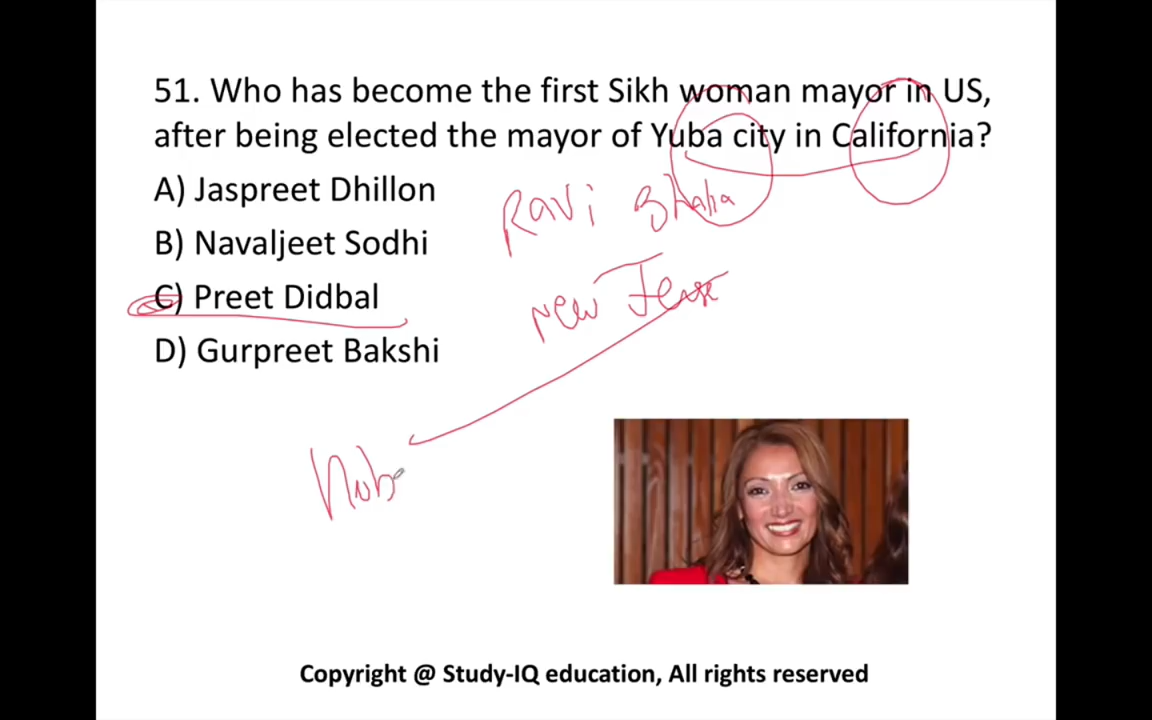 51. Who has become the first Sikh woman mayor in US,
after being elected the mayor of Yuba city in California?
A) Jaspreet Dhillon
Ravi Bhalla
B) Navaljeet Sodhi
C) Preet Didbal
new
D) Gurpreet Bakshi
Hob
Copyright @ Study-IQ education, All rights reserved